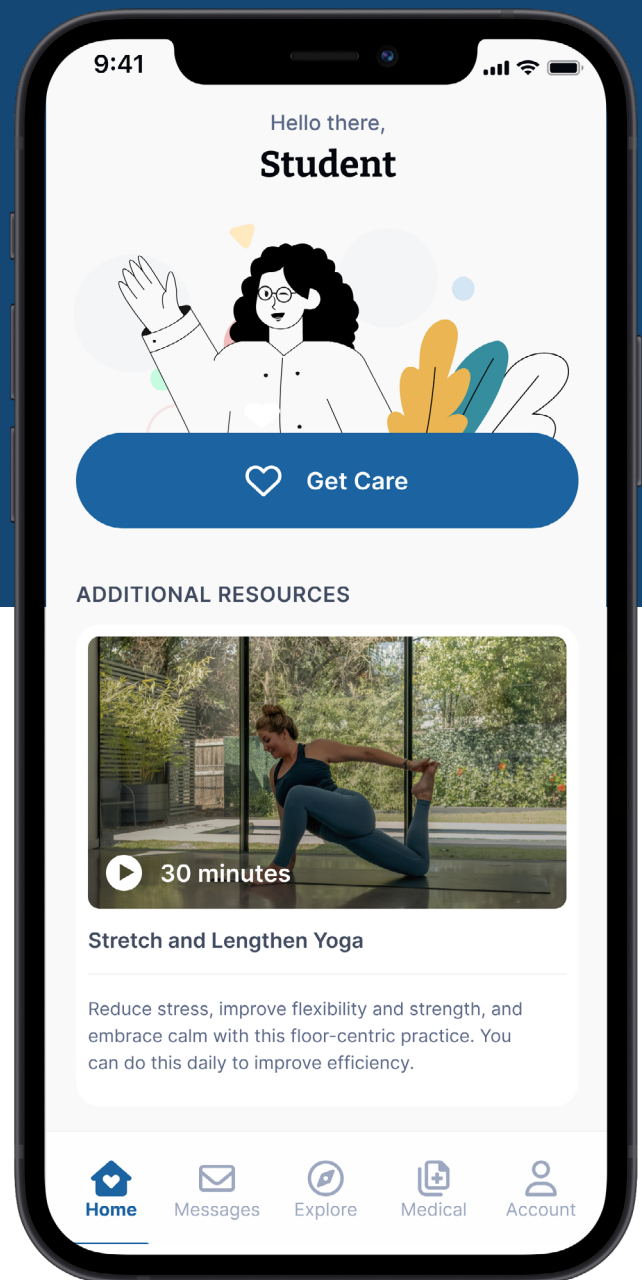 9:41
Hello there,
Student
Get Care
ADDITIONAL RESOURCES
30 minutes
Stretch and Lengthen Yoga
Reduce stress, improve flexibility and strength, and
embrace calm with this floor-centric practice. You
can do this daily to improve efficiency.
Home Messages Explore Medical Account